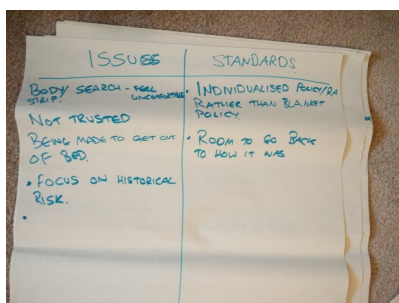 ISSUES
BODY SEARCH - FEEL UNCOMFORTABLE
STRIP.
NOT TRUSTED
BEING MADE TO GET OUT
OF BED.
• FOCUS ON HISTORICAL
RISK.
•
STANDARDS
• INDIVIDUALISED POLICY/RA
RATHER THAN BLANKET
POLICY.
• ROOM TO GO BACK
TO HOW IT WAS